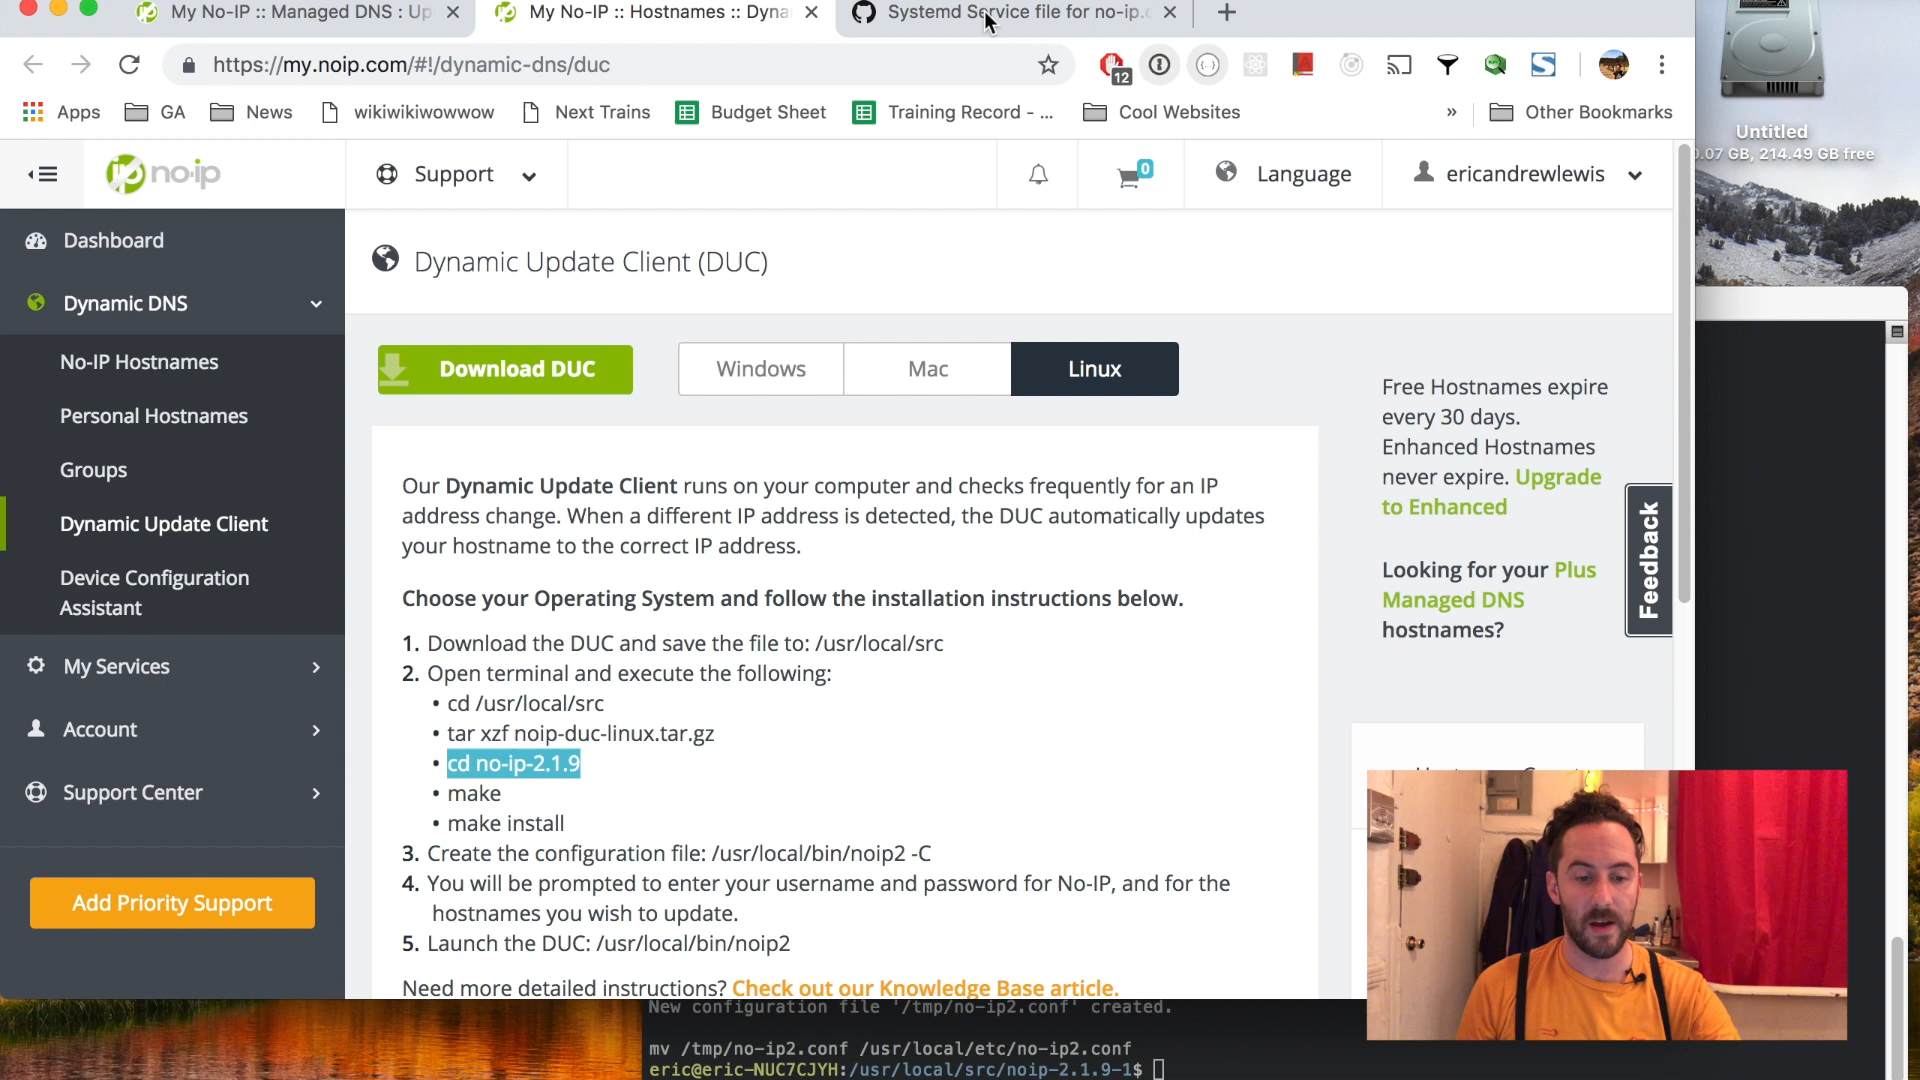 My No-IP :: Managed DNS : Up
My No-IP :: Hostnames :: Dyna
Systemd Service file for no-ip.c
https://my.noip.com/#!/dynamic-dns/duc
12
Apps
GA
News
wikiwikiwowwow
Next Trains
Budget Sheet
Training Record - ...
Cool Websites
»
Other Bookmarks
Untitled
0.07 GB, 214.49 GB free
no-ip
Support
0
Language
ericandrewlewis
Dashboard
Dynamic DNS
No-IP Hostnames
Personal Hostnames
Groups
Dynamic Update Client
Device Configuration
Assistant
My Services
Account
Support Center
Add Priority Support
Dynamic Update Client (DUC)
Download DUC
Windows
Mac
Linux
Our Dynamic Update Client runs on your computer and checks frequently for an IP
address change. When a different IP address is detected, the DUC automatically updates
your hostname to the correct IP address.
Choose your Operating System and follow the installation instructions below.
1. Download the DUC and save the file to: /usr/local/src
2. Open terminal and execute the following:
• cd /usr/local/src
• tar xzf noip-duc-linux.tar.gz
• cd no-ip-2.1.9
• make
• make install
3. Create the configuration file: /usr/local/bin/noip2 -C
4. You will be prompted to enter your username and password for No-IP, and for the
hostnames you wish to update.
5. Launch the DUC: /usr/local/bin/noip2
Need more detailed instructions? Check out our Knowledge Base article.
Free Hostnames expire
every 30 days.
Enhanced Hostnames
never expire. Upgrade
to Enhanced
Looking for your Plus
Managed DNS
hostnames?
Feedback
New configuration file '/tmp/no-ip2.conf' created.
mv /tmp/no-ip2.conf /usr/local/etc/no-ip2.conf
eric@eric-NUC7CJYH:/usr/local/src/noip-2.1.9-1$